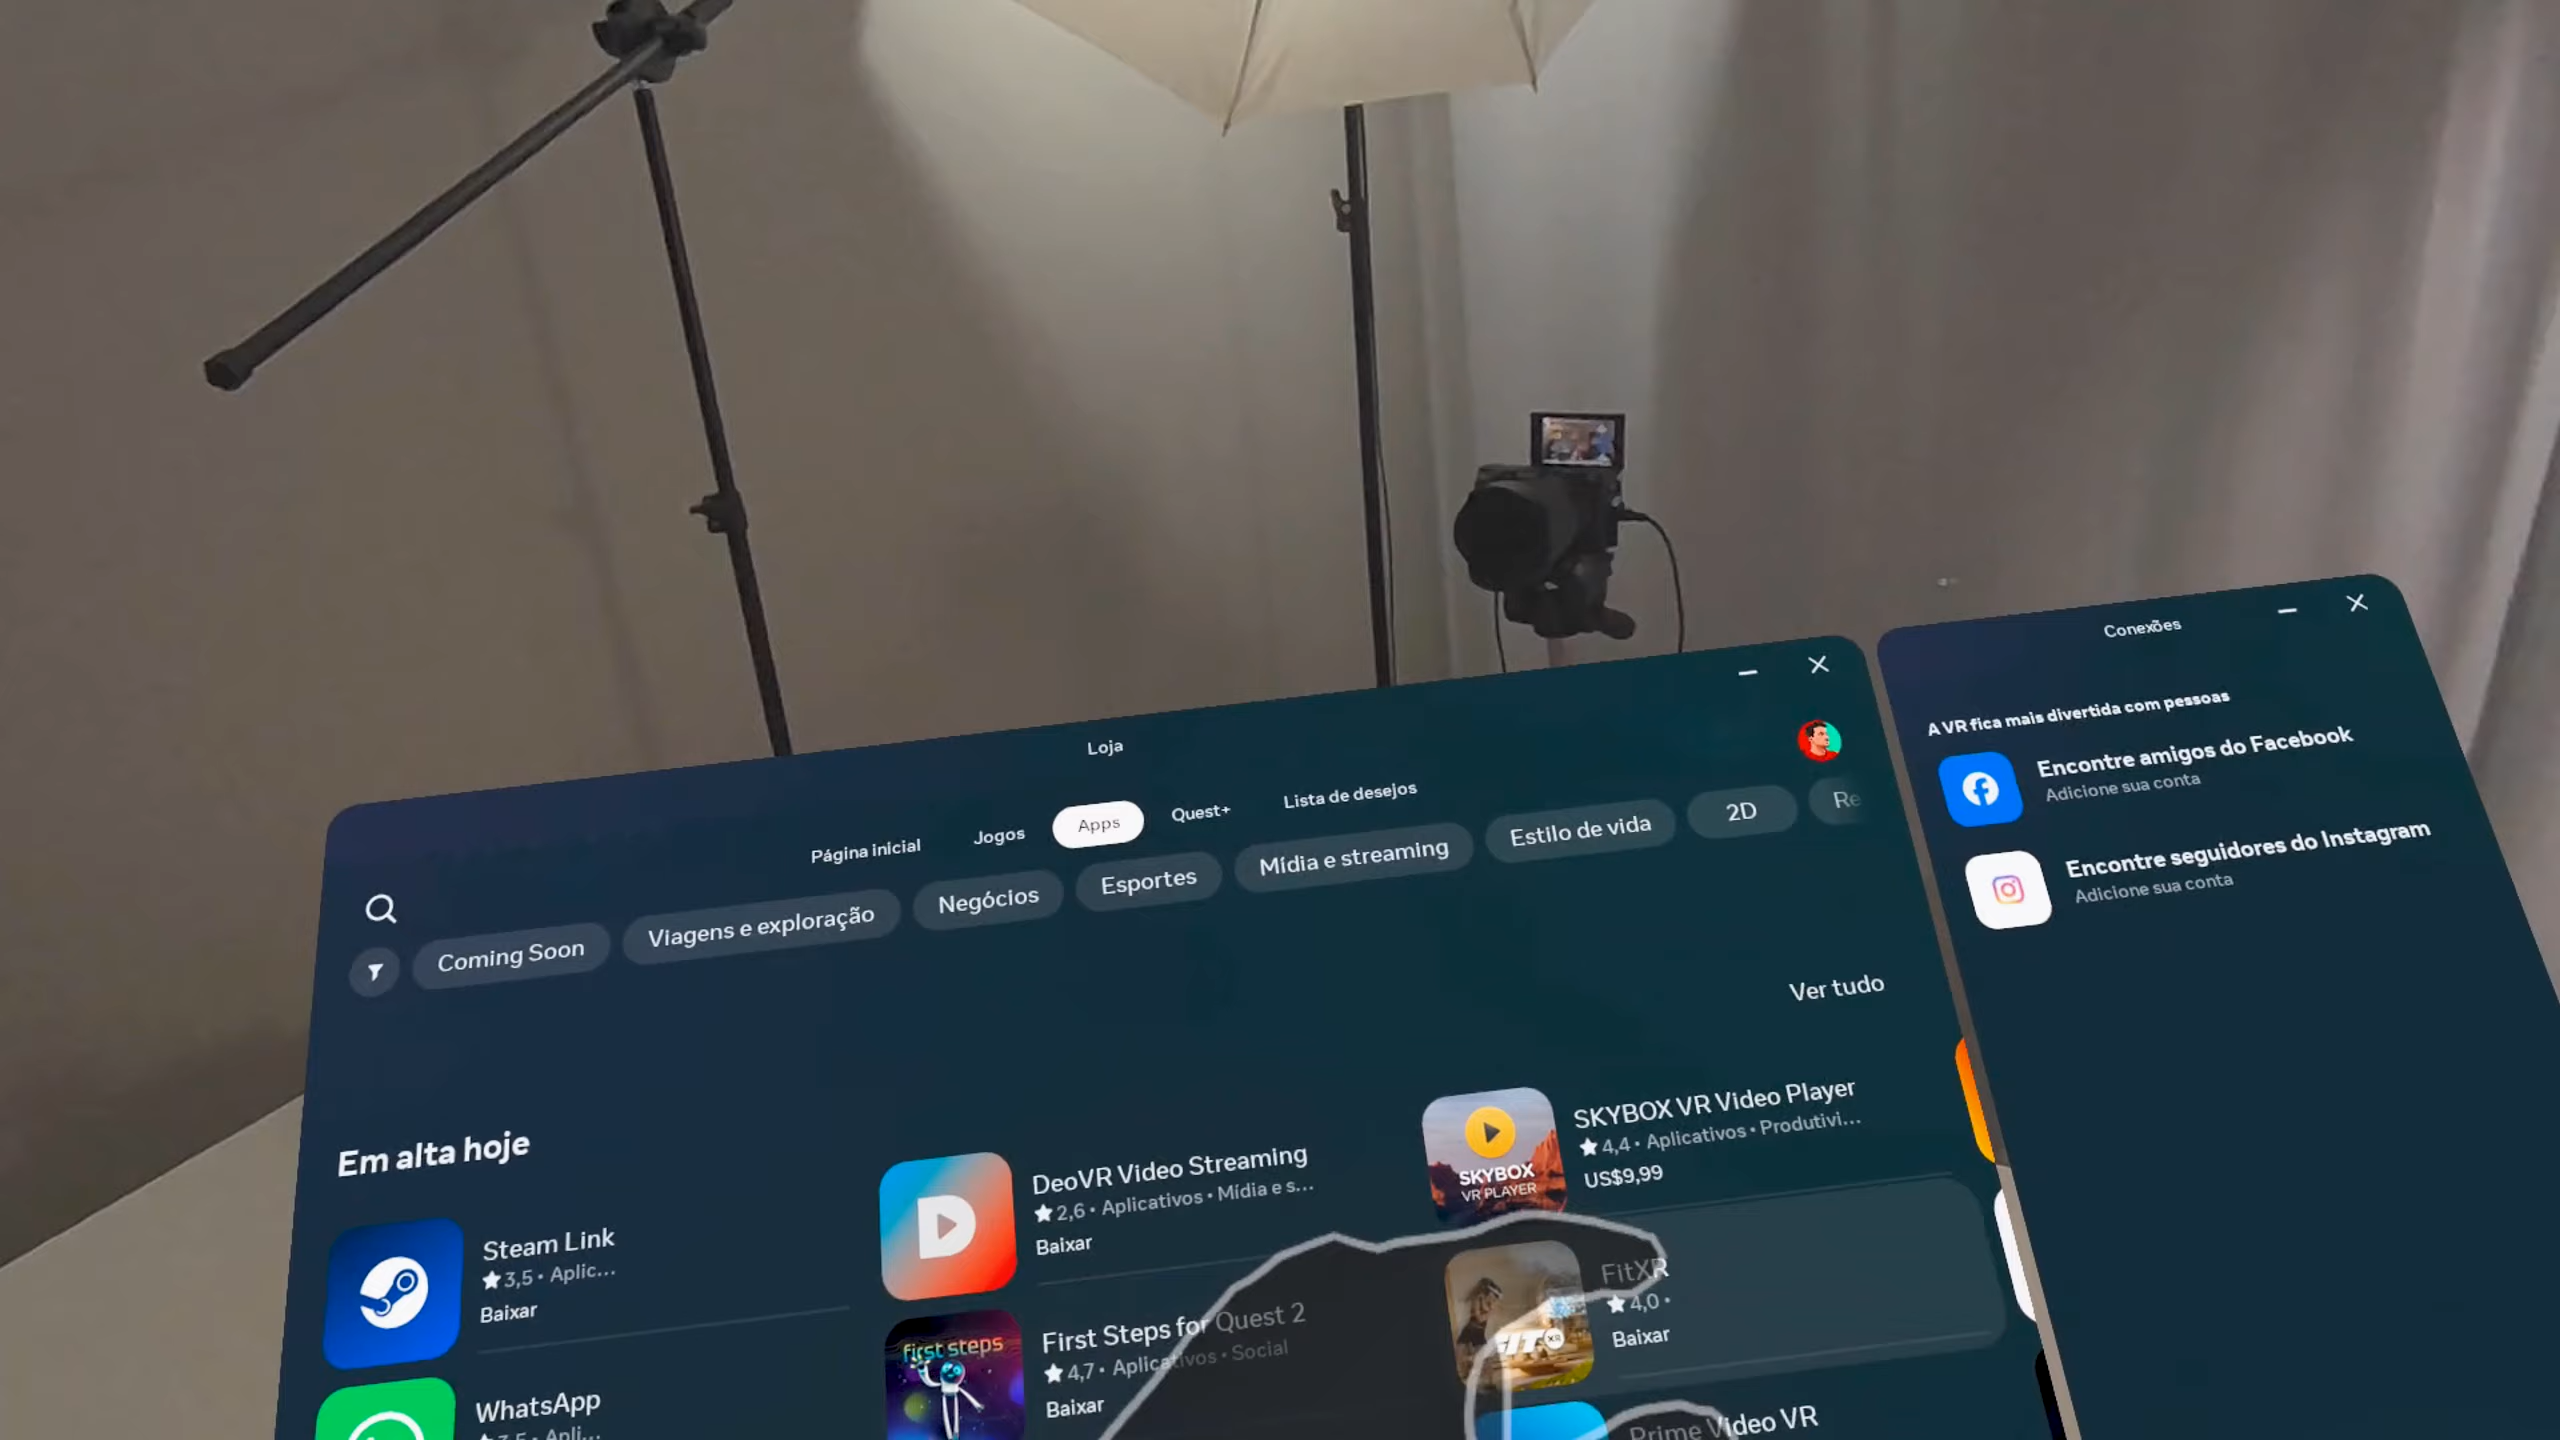 Loja
Página inicial
Jogos
Apps
Quest+
Lista de desejos
Coming Soon
Viagens e exploração
Negócios
Esportes
Mídia e streaming
Estilo de vida
2D
Re
Ver tudo
Em alta hoje
Steam Link
3,5 • Aplic...
Baixar
WhatsApp
3,5 • Apli...
DeoVR Video Streaming
2,6 • Aplicativos • Mídia e s...
Baixar
first steps
First Steps for Quest 2
4,7 • Aplicativos • Social
Baixar
SKYBOX
VR PLAYER
SKYBOX VR Video Player
4,4 • Aplicativos • Produtivi...
US$9,99
FitXR
4,0 •
Baixar
Prime Video VR
Conexões
A VR fica mais divertida com pessoas
Encontre amigos do Facebook
Adicione sua conta
Encontre seguidores do Instagram
Adicione sua conta